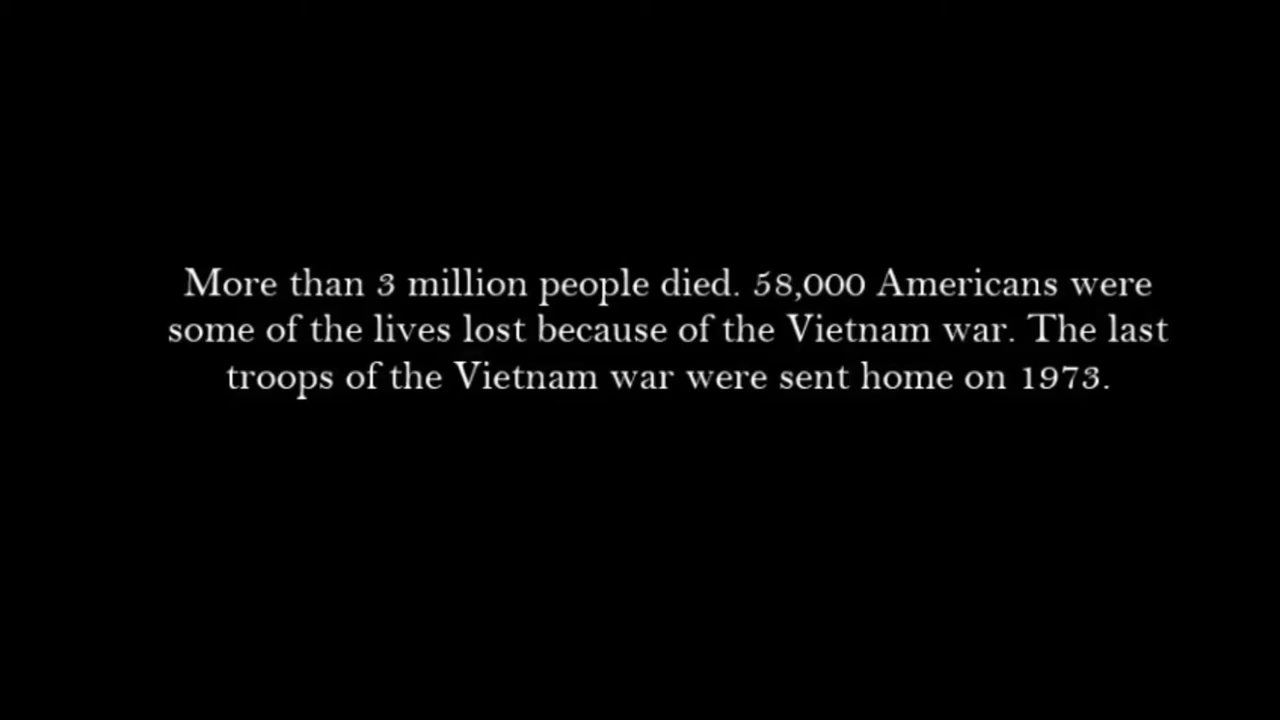 More than 3 million people died. 58,000 Americans were
some of the lives lost because of the Vietnam war. The last
troops of the Vietnam war were sent home on 1973.